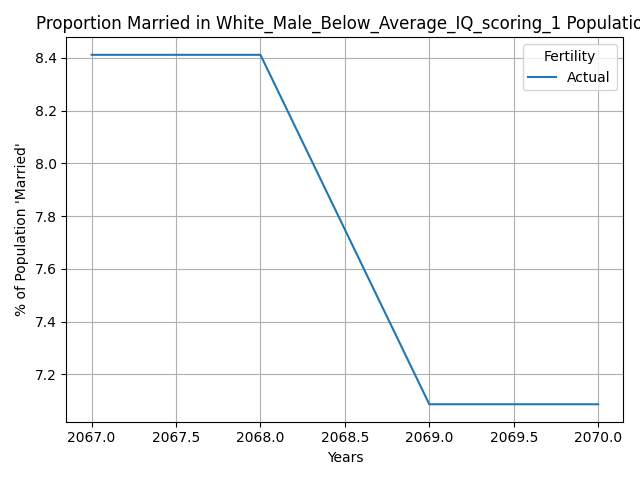 Proportion Married in White_Male_Below_Average_IQ_scoring_1 Populatio
Fertility
Actual
8.4
8.2
8.0
7.8
7.6
7.4
7.2
% of Population 'Married'
2067.0 2067.5 2068.0 2068.5 2069.0 2069.5 2070.0
Years